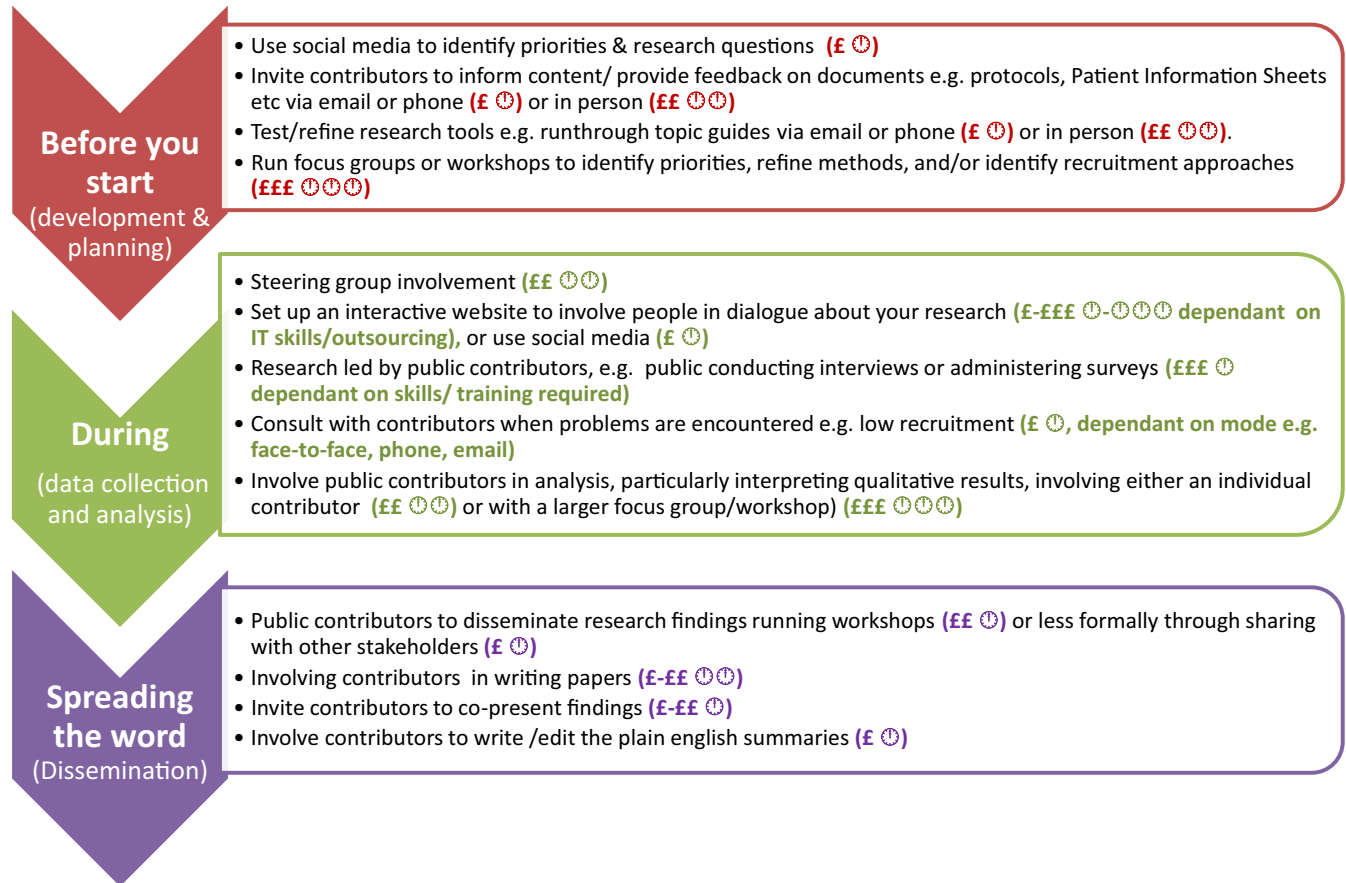 Before you
start
(development &
planning)
• Use social media to identify priorities & research questions (£ 🕛)
• Invite contributors to inform content/ provide feedback on documents e.g. protocols, Patient Information Sheets
etc via email or phone (£ 🕛) or in person (££ 🕛🕛)
• Test/refine research tools e.g. runthrough topic guides via email or phone (£ 🕛) or in person (££ 🕛🕛).
• Run focus groups or workshops to identify priorities, refine methods, and/or identify recruitment approaches
(£££ 🕛🕛🕛)
During
(data collection
and analysis)
• Steering group involvement (££ 🕛🕛)
• Set up an interactive website to involve people in dialogue about your research (£-£££ 🕛-🕛🕛🕛 dependant on
IT skills/outsourcing), or use social media (£ 🕛)
• Research led by public contributors, e.g. public conducting interviews or administering surveys (£££ 🕛
dependant on skills/ training required)
• Consult with contributors when problems are encountered e.g. low recruitment (£ 🕛, dependant on mode e.g.
face-to-face, phone, email)
• Involve public contributors in analysis, particularly interpreting qualitative results, involving either an individual
contributor (££ 🕛🕛) or with a larger focus group/workshop) (£££ 🕛🕛🕛)
Spreading
the word
(Dissemination)
• Public contributors to disseminate research findings running workshops (££ 🕛) or less formally through sharing
with other stakeholders (£ 🕛)
• Involving contributors in writing papers (£-££ 🕛🕛)
• Invite contributors to co-present findings (£-££ 🕛)
• Involve contributors to write /edit the plain english summaries (£ 🕛)